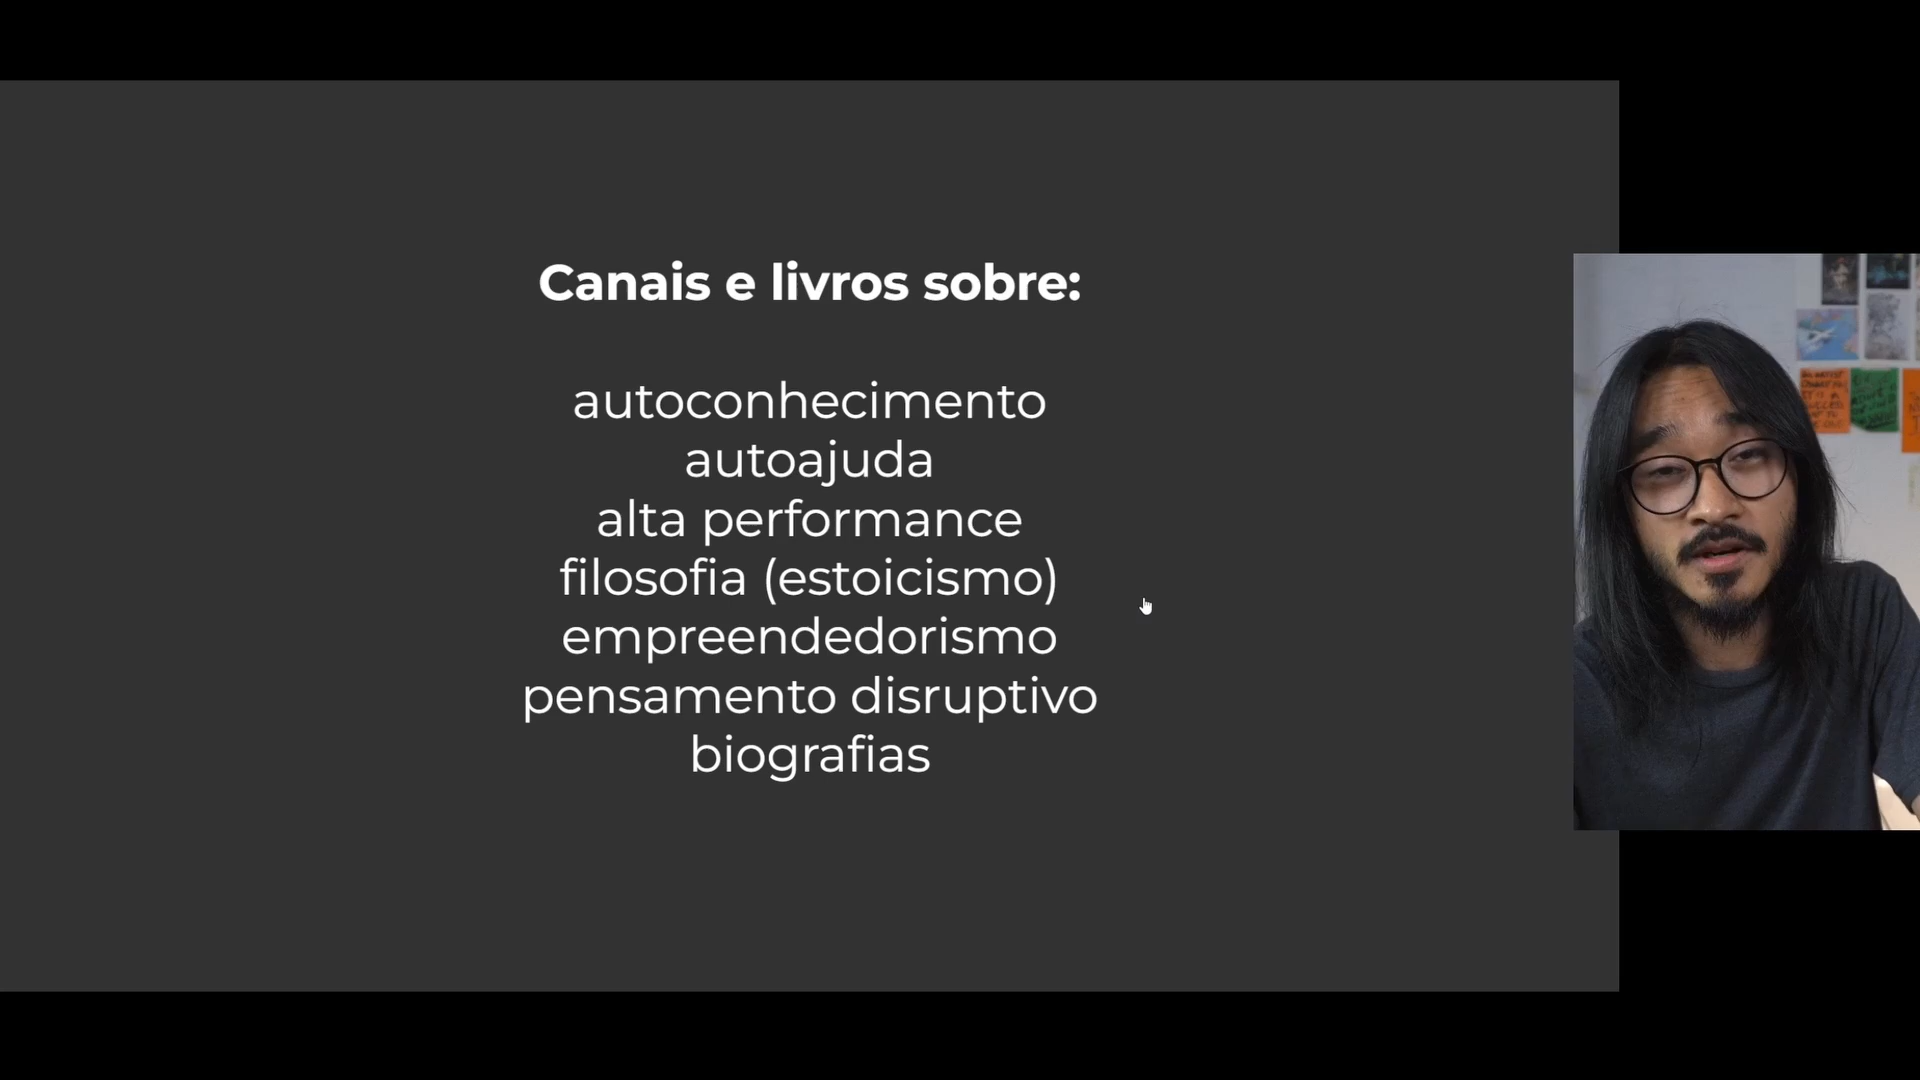 Canais e livros sobre:
autoconhecimento
autoajuda
alta performance
filosofia (estoicismo)
empreendedorismo
pensamento disruptivo
biografias